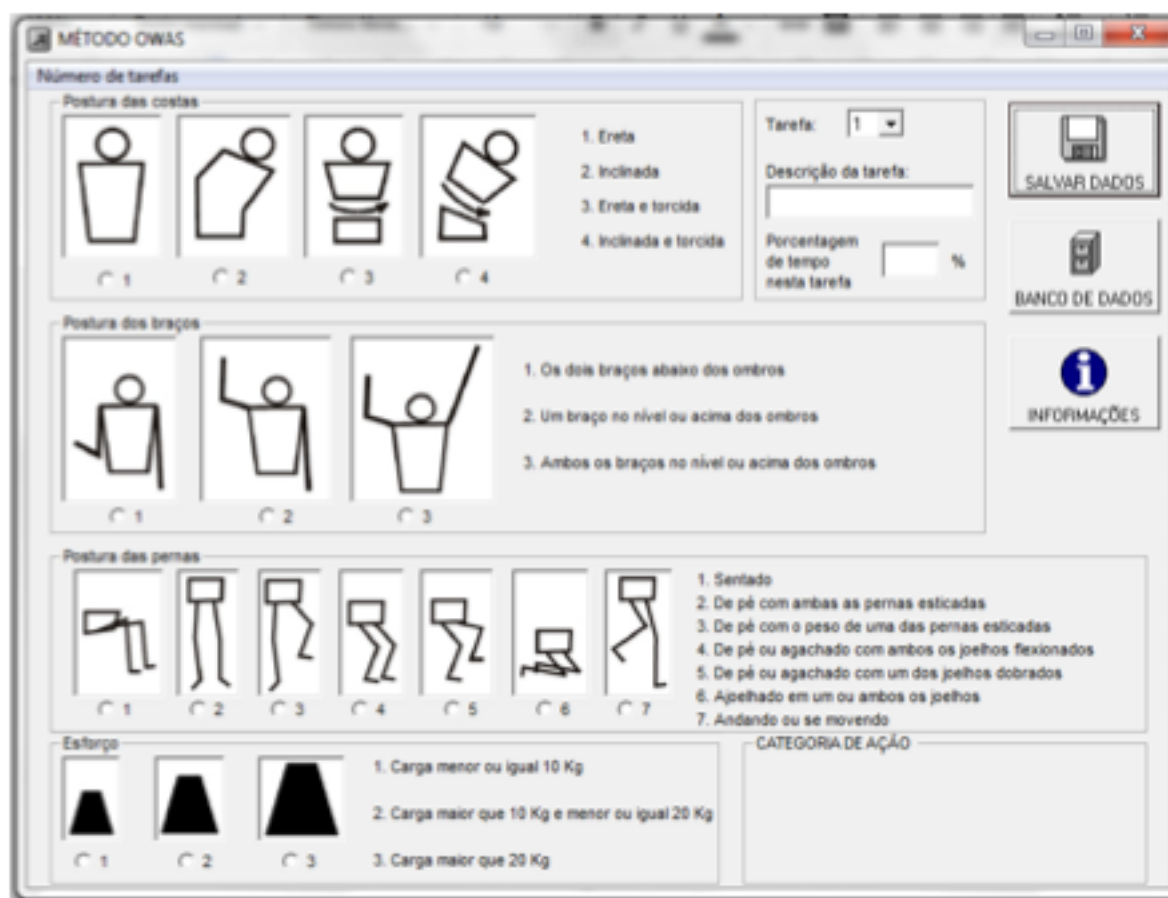 MÉTODO OWAS
Número de tarefas
Postura das costas
1. Ereta
2. Inclinada
3. Ereta e torcida
4. Inclinada e torcida
1 2 3 4
Tarefa: 1
Descrição da tarefa:
Porcentagem
de tempo %
nesta tarefa
SALVAR DADOS
BANCO DE DADOS
INFORMAÇÕES
Postura dos braços
1. Os dois braços abaixo dos ombros
2. Um braço no nível ou acima dos ombros
3. Ambos os braços no nível ou acima dos ombros
1 2 3
Postura das pernas
1. Sentado
2. De pé com ambas as pernas esticadas
3. De pé com o peso de uma das pernas esticadas
4. De pé ou agachado com ambos os joelhos flexionados
5. De pé ou agachado com um dos joelhos dobrados
6. Ajoelhado em um ou ambos os joelhos
7. Andando ou se movendo
1 2 3 4 5 6 7
Esforço
1. Carga menor ou igual 10 Kg
2. Carga maior que 10 Kg e menor ou igual 20 Kg
3. Carga maior que 20 Kg
1 2 3
CATEGORIA DE AÇÃO